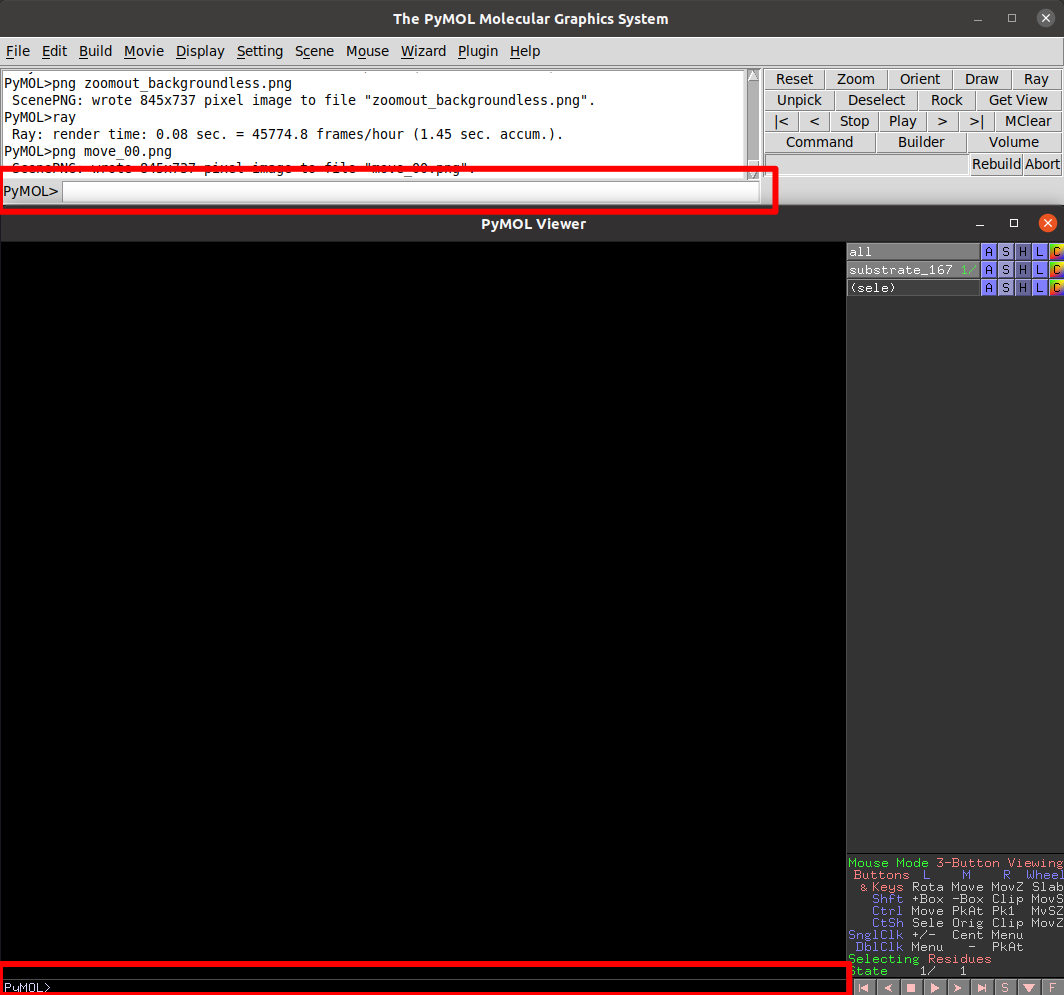 The PyMOL Molecular Graphics System
File Edit Build Movie Display Setting Scene Mouse Wizard Plugin Help
PyMOL>png zoomout_backgroundless.png
ScenePNG: wrote 845x737 pixel image to file "zoomout_backgroundless.png".
PyMOL>ray
Ray: render time: 0.08 sec. = 45774.8 frames/hour (1.45 sec. accum.).
PyMOL>png move_00.png
ScenePNG: wrote 845x737 pixel image to file "move_00.png".
PyMOL>
Reset Zoom Orient Draw Ray
Unpick Deselect Rock Get View
|< < Stop Play > >| MClear
Command Builder Volume
Rebuild Abort
PyMOL Viewer
all A S H L C
substrate_167 1/ A S H L C
(sele) A S H L C
Mouse Mode 3-Button Viewing
Buttons L M R Wheel
& Keys Rota Move MovZ Slab
Shft +Box -Box Clip MovS
Ctrl Move PkAt Pk1 MvSZ
CtSh Sele Orig Clip MovZ
SnglClk +/- Cent Menu
DblClk Menu - PkAt
Selecting Residues
State 1/ 1
PyMOL>
S F